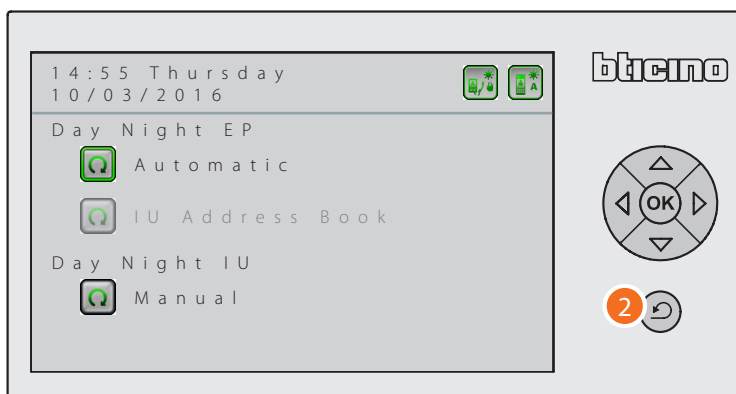 14:55 Thursday
10/03/2016
A
bticino
Day Night EP
Automatic
IU Address Book
Day Night IU
Manual
OK
2